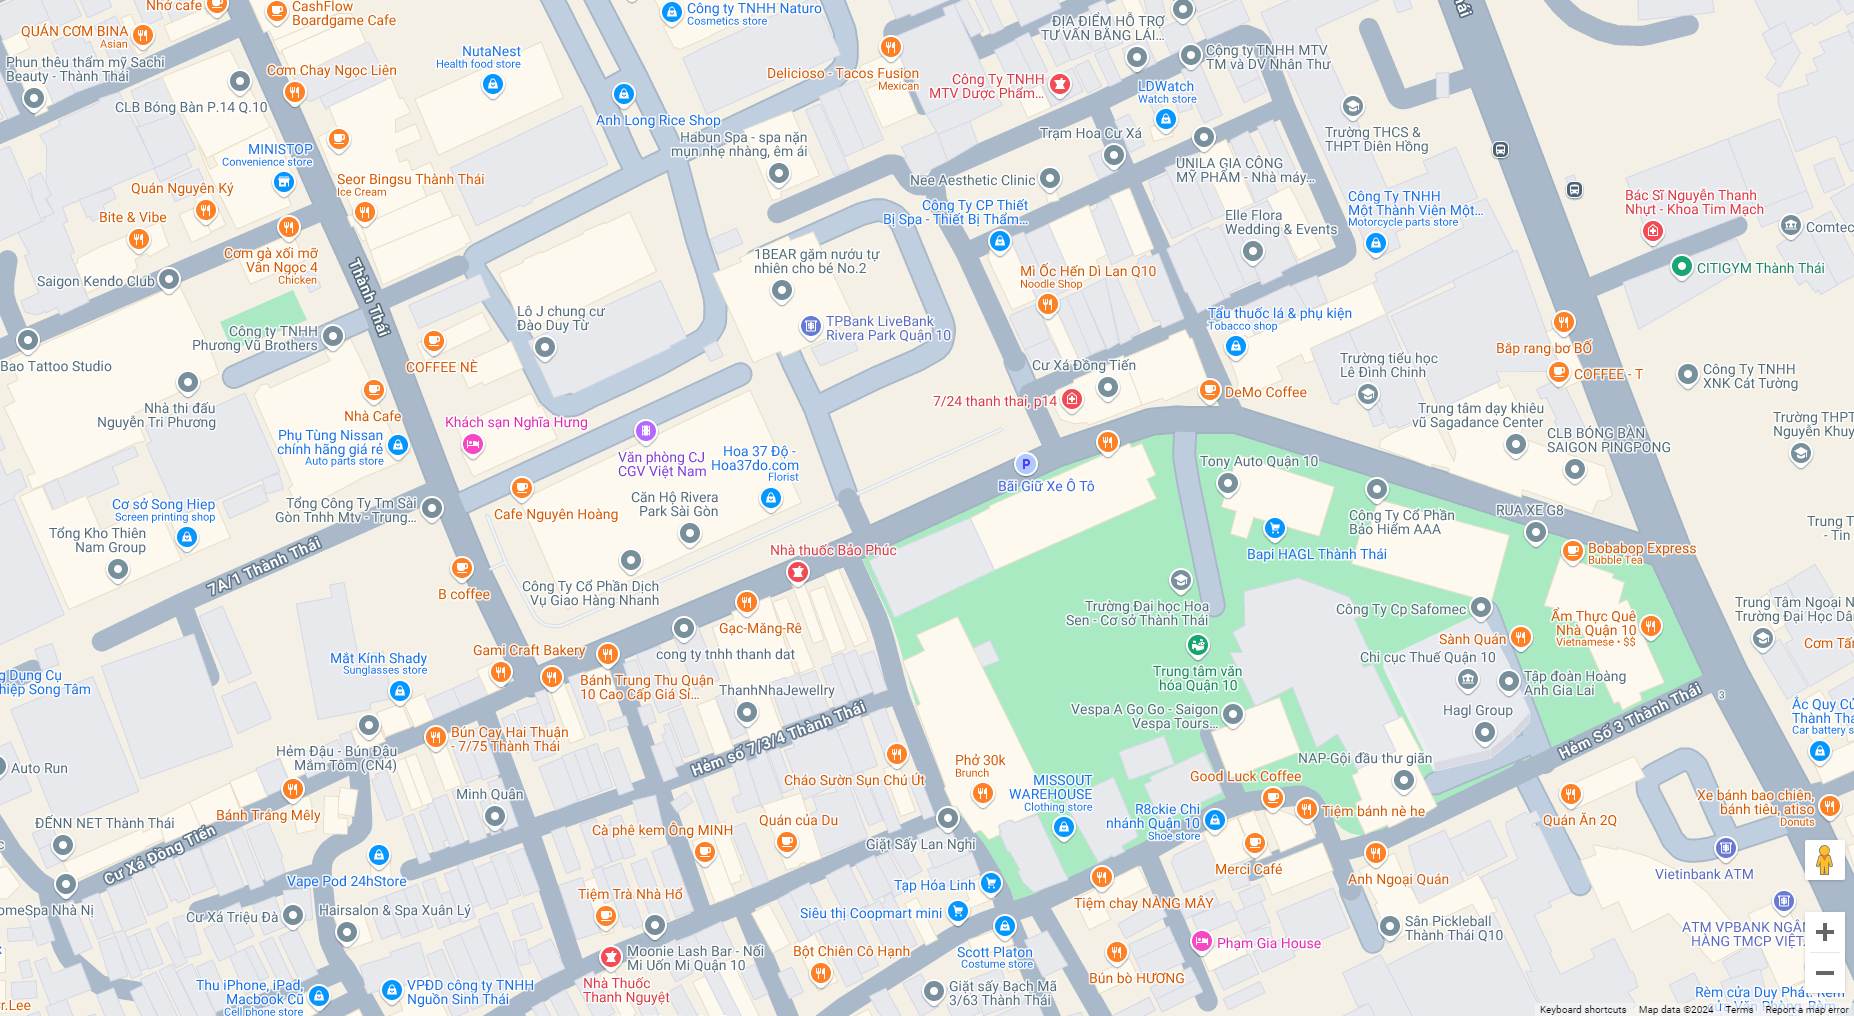 Nhớ cafe
CashFlow
Boardgame Cafe
Công ty TNHH Naturo
Cosmetics store
QUÁN CƠM BINA
Asian
Phun thêu thẩm mỹ Sachi
Beauty - Thành Thái
NutaNest
Health food store
Cơm Chay Ngọc Liên
CLB Bóng Bàn P.14 Q.10
Delicioso - Tacos Fusion
Mexican
ĐỊA ĐIỂM HỖ TRỢ
TƯ VẤN BẰNG LÁI...
Công ty TNHH MTV
TM và DV Nhân Thư
Công Ty TNHH
MTV Dược Phẩm...
LDWatch
Watch store
Anh Long Rice Shop
Habun Spa - spa nặn
mụn nhẹ nhàng, êm ái
Trạm Hoa Cư Xá
Trường THCS &
THPT Diên Hồng
MINISTOP
Convenience store
Quán Nguyên Ký
Seor Bingsu Thành Thái
Ice Cream
Bite & Vibe
Nee Aesthetic Clinic
UNILA GIA CÔNG
MỸ PHẨM - Nhà máy...
Công Ty CP Thiết
Bị Spa - Thiết Bị Thẩm...
Elle Flora
Wedding & Events
Công Ty TNHH
Một Thành Viên Một...
Motorcycle parts store
Bác Sĩ Nguyễn Thanh
Nhựt - Khoa Tim Mạch
Comtec
Cơm gà xối mỡ
Vân Ngọc 4
Chicken
Saigon Kendo Club
Thành Thái
1BEAR gặm nướu tự
nhiên cho bé No.2
Mì Ốc Hến Dì Lan Q10
Noodle Shop
CITIGYM Thành Thái
Lô J chung cư
Đào Duy Từ
TPBank LiveBank
Rivera Park Quận 10
Tẩu thuốc lá & phụ kiện
Tobacco shop
Công ty TNHH
Phương Vũ Brothers
Bao Tattoo Studio
COFFEE NÈ
Cư Xá Đồng Tiến
Trường tiểu học
Lê Đình Chinh
Bắp rang bơ BỐ
COFFEE - T
Công Ty TNHH
XNK Cát Tường
Nhà thi đấu
Nguyễn Tri Phương
Nhà Cafe
Khách sạn Nghĩa Hưng
7/24 thanh thai, p14
DeMo Coffee
Trung tâm dạy khiêu
vũ Sagadance Center
Trường THPT
Nguyễn Khuy
Phụ Tùng Nissan
chính hãng giá rẻ
Auto parts store
Văn phòng CJ
CGV Việt Nam
Hoa 37 Độ -
Hoa37do.com
Florist
CLB BÓNG BÀN
SAIGON PINGPONG
Tony Auto Quận 10
Bãi Giữ Xe Ô Tô
Cơ sở Song Hiep
Screen printing shop
Tổng Công Ty Tm Sài
Gòn Tnhh Mtv - Trung...
Cafe Nguyên Hoàng
Căn Hộ Rivera
Park Sài Gòn
Công Ty Cổ Phần
Bảo Hiểm AAA
RỬA XE G8
Trung T
- Tin
Tổng Kho Thiên
Nam Group
7A/1 Thành Thái
Nhà thuốc Bảo Phúc
Bapi HAGL Thành Thái
Bobabop Express
Bubble Tea
B coffee
Công Ty Cổ Phần Dịch
Vụ Giao Hàng Nhanh
Gạc-Măng-Rê
Trường Đại học Hoa
Sen - Cơ sở Thành Thái
Công Ty Cp Safomec
Ẩm Thực Quê
Nhà Quận 10
Vietnamese • $$
Trung Tâm Ngoại N
Trường Đại Học Dâ
Sành Quán
Cơm Tấ
Gami Craft Bakery
cong ty tnhh thanh dat
Mắt Kính Shady
Sunglasses store
Chi cục Thuế Quận 10
Trung tâm văn
hóa Quận 10
Tập đoàn Hoàng
Anh Gia Lai
g Dụng Cụ
hiệp Song Tâm
Bánh Trung Thu Quận
10 Cao Cấp Giá Sỉ...
ThanhNhaJewellry
Hẻm số 7/3/4 Thành Thái
Vespa A Go Go - Saigon
Vespa Tours...
Hagl Group
Hẻm Số 3 Thành Thái
3
Ắc Quy Củ
Thành Thá
Car battery s
Bún Cay Hai Thuận
- 7/75 Thành Thái
Hẻm Đậu - Bún Đậu
Mắm Tôm (CN4)
Auto Run
NAP-Gội đầu thư giãn
Phở 30k
Brunch
Cháo Sườn Sụn Chú Út
Good Luck Coffee
MISSOUT
WAREHOUSE
Clothing store
Minh Quân
Bánh Tráng Mêly
ĐẾNN NET Thành Thái
Cư Xá Đồng Tiến
Cà phê kem Ông MINH
Quán của Du
R8ckie Chi
nhánh Quận 10
Shoe store
Tiệm bánh nè he
Quán Ăn 2Q
Xe bánh bao chiên,
bánh tiêu, atiso
Donuts
Giặt Sấy Lan Nghi
Merci Café
Anh Ngoại Quán
Vietinbank ATM
Vape Pod 24hStore
Tiệm Trà Nhà Hổ
Tạp Hóa Linh
Tiệm chay NÀNG MÂY
omeSpa Nhà Nị
Cư Xá Triệu Đà
Hairsalon & Spa Xuân Lý
Siêu thị Coopmart mini
Sân Pickleball
Thành Thái Q10
ATM VPBANK NGÂN
HÀNG TMCP VIỆT...
Moonie Lash Bar - Nối
Mi Uốn Mi Quận 10
Bột Chiên Cô Hạnh
Scott Platon
Costume store
Phạm Gia House
Bún bò HƯƠNG
Thu iPhone, iPad,
Macbook Cũ
Cell phone store
VPĐD công ty TNHH
Nguồn Sinh Thái
Nhà Thuốc
Thanh Nguyệt
Giặt sấy Bạch Mã
3/63 Thành Thái
r.Lee
Keyboard shortcuts
Map data ©2024
Terms
Report a map error